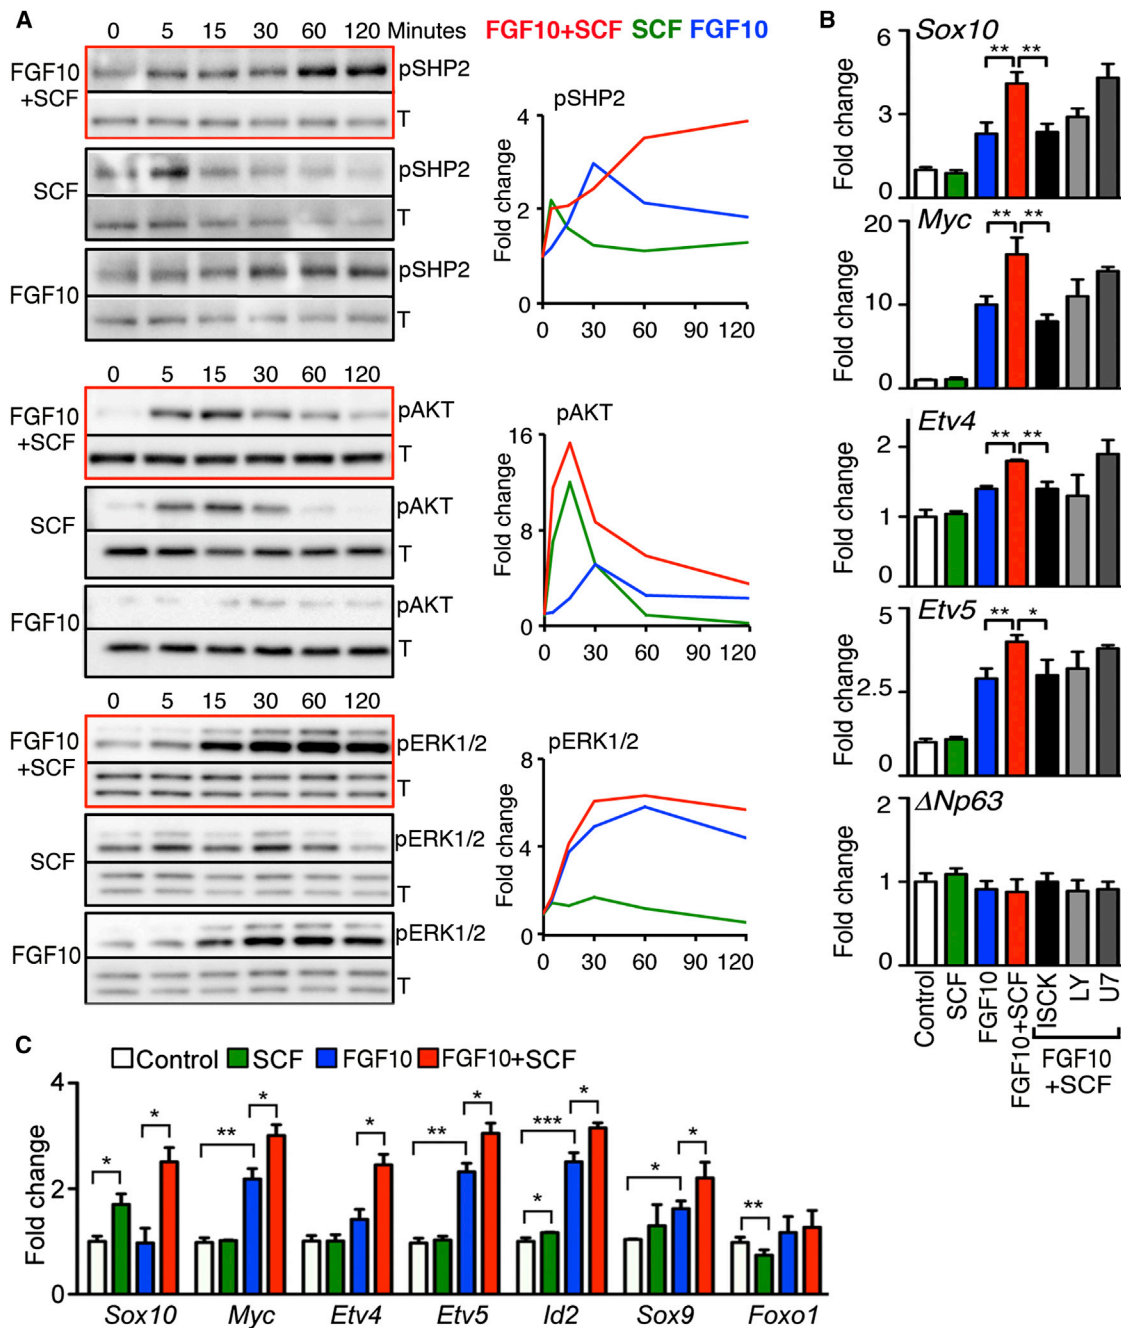 A
0 5 15 30 60 120 Minutes
FGF10+SCF SCF FGF10
FGF10
+SCF
pSHP2
T
SCF
pSHP2
T
FGF10
pSHP2
T
pSHP2
Fold change
4
2
0
0 30 60 90 120
0 5 15 30 60 120
FGF10
+SCF
pAKT
T
SCF
pAKT
T
FGF10
pAKT
T
pAKT
Fold change
16
8
0
0 30 60 90 120
0 5 15 30 60 120
FGF10
+SCF
pERK1/2
T
SCF
pERK1/2
T
FGF10
pERK1/2
T
pERK1/2
Fold change
8
4
0
0 30 60 90 120
B
Sox10
** **
Fold change
6
3
0
Myc
** **
Fold change
20
10
0
Etv4
** **
Fold change
2
1
0
Etv5
** *
Fold change
5
2.5
0
ΔNp63
Fold change
2
1
0
Control
SCF
FGF10
FGF10+SCF
ISCK
LY
U7
FGF10
+SCF
C
Control SCF FGF10 FGF10+SCF
Fold change
4
2
0
* *
** *
*
** *
* *** *
* *
**
Sox10 Myc Etv4 Etv5 Id2 Sox9 Foxo1